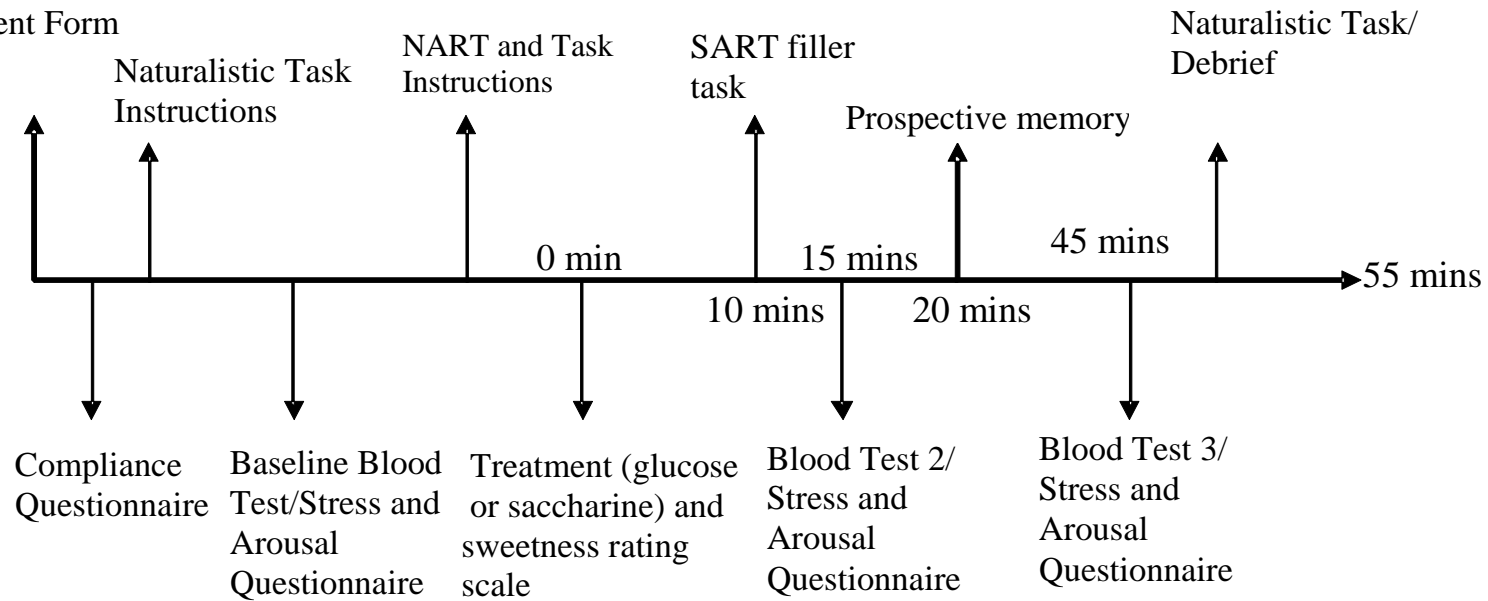 ent Form
Naturalistic Task
Instructions
NART and Task
Instructions
SART filler
task
Prospective memory
Naturalistic Task/
Debrief
0 min
15 mins
45 mins
55 mins
10 mins
20 mins
Compliance
Questionnaire
Baseline Blood
Test/Stress and
Arousal
Questionnaire
Treatment (glucose
or saccharine) and
sweetness rating
scale
Blood Test 2/
Stress and
Arousal
Questionnaire
Blood Test 3/
Stress and
Arousal
Questionnaire